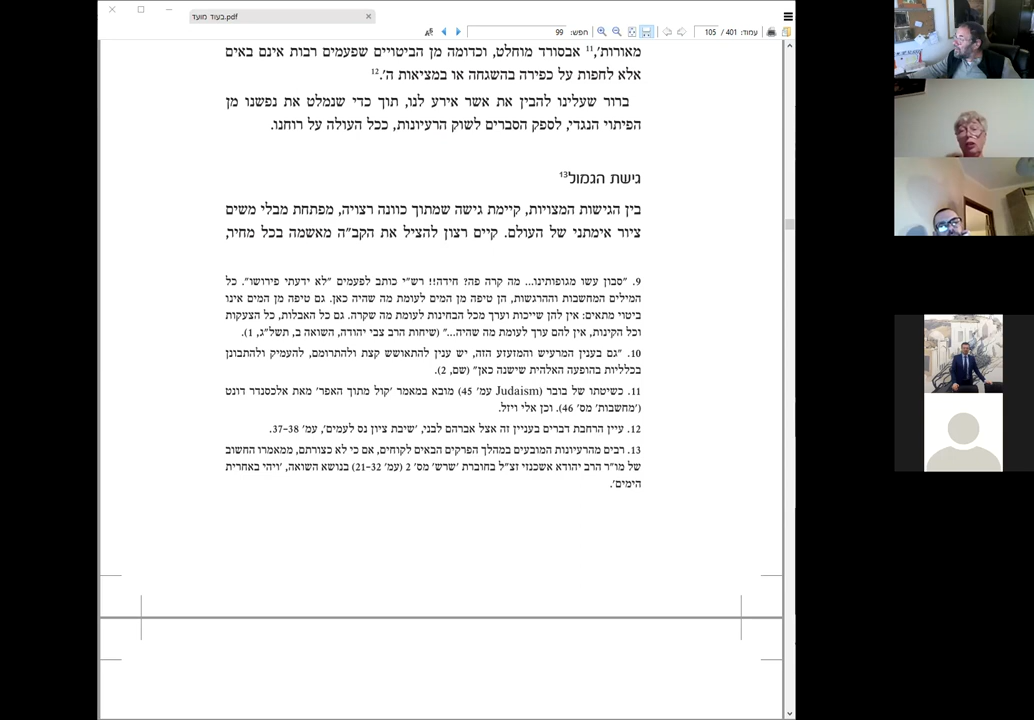 בעוד מועד.pdf
עמוד: 105 / 401
חפש: 99
מאורות',11 אבסורד מוחלט, וכדומה מן הביטויים שפעמים רבות אינם באים
אלא לחפות על כפירה בהשגחה או במציאות ה'.12
ברור שעלינו להבין את אשר אירע לנו, תוך כדי שנמלט את נפשנו מן
הפיתוי הנגדי, לספק הסברים לשוק הרעיונות, ככל העולה על רוחנו.
גישת הגמול13
בין הגישות המצויות, קיימת גישה שמתוך כוונה רצויה, מפתחת מבלי משים
ציור אימתני של העולם. קיים רצון להציל את הקב"ה מאשמה בכל מחיר,
9. "סבון עשו מגופותינו... מה קרה פה? חידה!! רש"י כותב לפעמים "לא ידעתי פירושו". כל
המילים המחשבות וההרגשות, הן טיפה מן המים לעומת מה שהיה כאן. גם טיפה מן המים אינו
ביטוי מתאים: אין להן שייכות וערך מכל הבחינות לעומת מה שקרה. גם כל האבלות, כל הצעקות
וכל הקינות, אין להם ערך לעומת מה שהיה..." (שיחות הרב צבי יהודה, השואה ב, תשל"ג, 1).
10. "גם בענין המרעיש והמזעזע הזה, יש ענין להתאושש קצת ולהתרומם, להעמיק ולהתבונן
בכלליות בהופעה האלהית שישנה כאן" (שם, 2).
11. כשיטתו של בובר (Judaism עמ' 45) מובא במאמר 'קול מתוך האפר' מאת אלכסנדר דונט
('מחשבות' מס' 46). וכן אלי ויזל.
12. עיין הרחבת דברים בעניין זה אצל אברהם לבני, 'שיבת ציון נס לעמים', עמ' 37-38.
13. רבים מהרעיונות המובעים במהלך הפרקים הבאים לקוחים, אם כי לא כצורתם, ממאמרו החשוב
של מו"ר הרב יהודא אשכנזי זצ"ל בחוברת 'שרש' מס' 2 (עמ' 21-32) בנושא השואה, 'ויהי באחרית
הימים'.